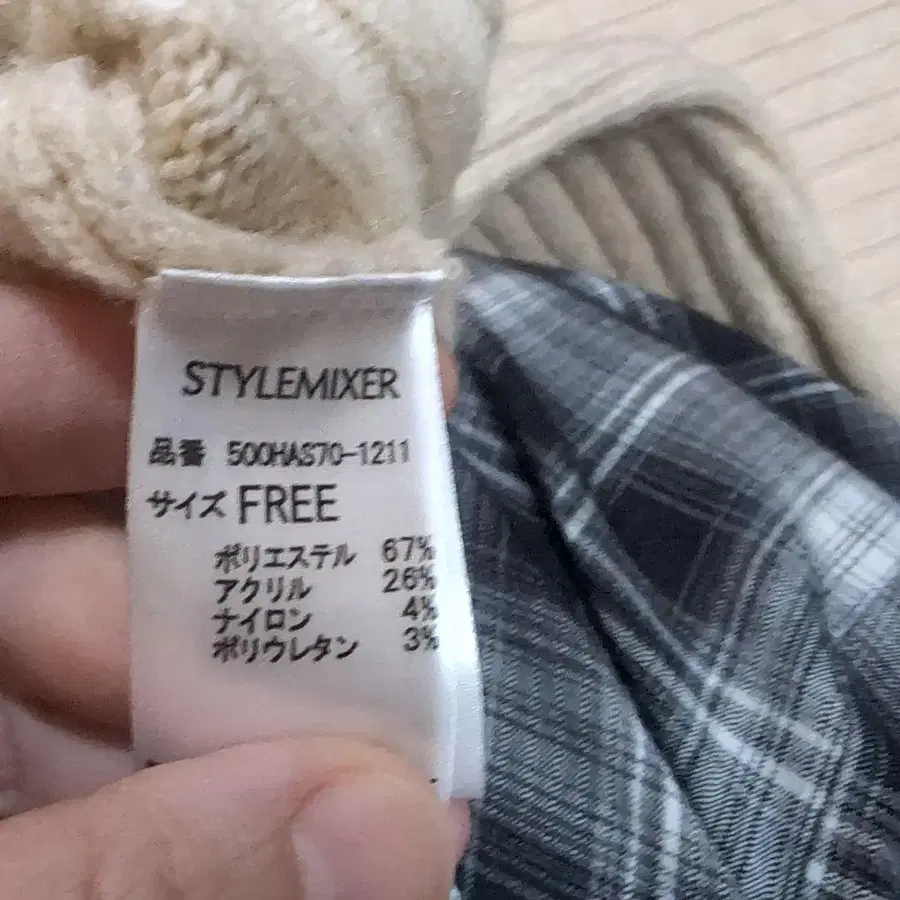 STYLEMIXER
品番 500HAS70-1211
サイズ FREE
ポリエステル 67%
アクリル 26%
ナイロン 4%
ポリウレタン 3%